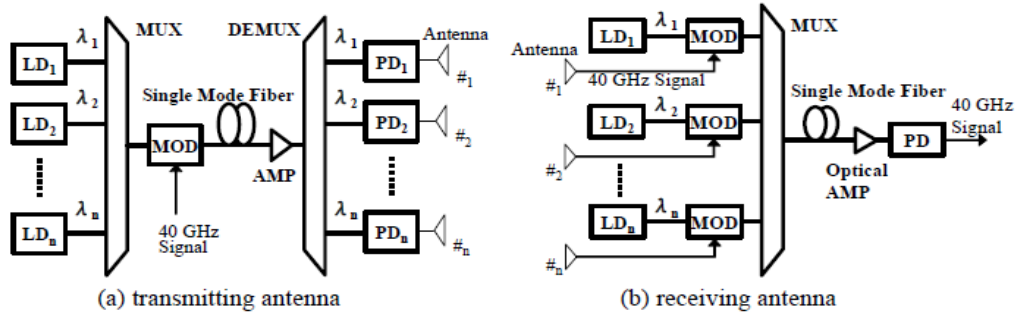 MUX
DEMUX
λ1
LD1
λ2
LD2
λn
LDn
MOD
40 GHz
Signal
Single Mode Fiber
AMP
λ1
PD1
Antenna
#1
λ2
PD2
#2
λn
PDn
#n
(a) transmitting antenna
Antenna
#1
LD1
λ1
MOD
40 GHz Signal
#2
LD2
λ2
MOD
#n
LDn
λn
MOD
MUX
Single Mode Fiber
Optical
AMP
PD
40 GHz
Signal
(b) receiving antenna